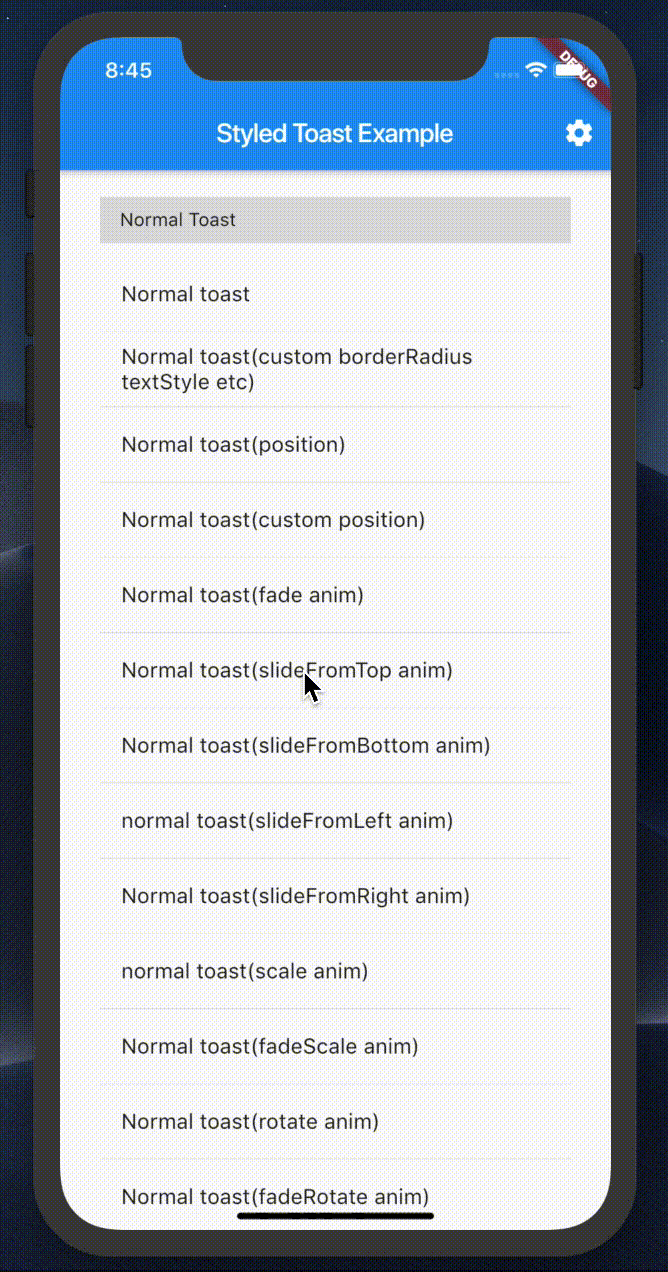 8:45
DEBUG
Styled Toast Example
Normal Toast
Normal toast
Normal toast(custom borderRadius
textStyle etc)
Normal toast(position)
Normal toast(custom position)
Normal toast(fade anim)
Normal toast(slideFromTop anim)
Normal toast(slideFromBottom anim)
normal toast(slideFromLeft anim)
Normal toast(slideFromRight anim)
normal toast(scale anim)
Normal toast(fadeScale anim)
Normal toast(rotate anim)
Normal toast(fadeRotate anim)